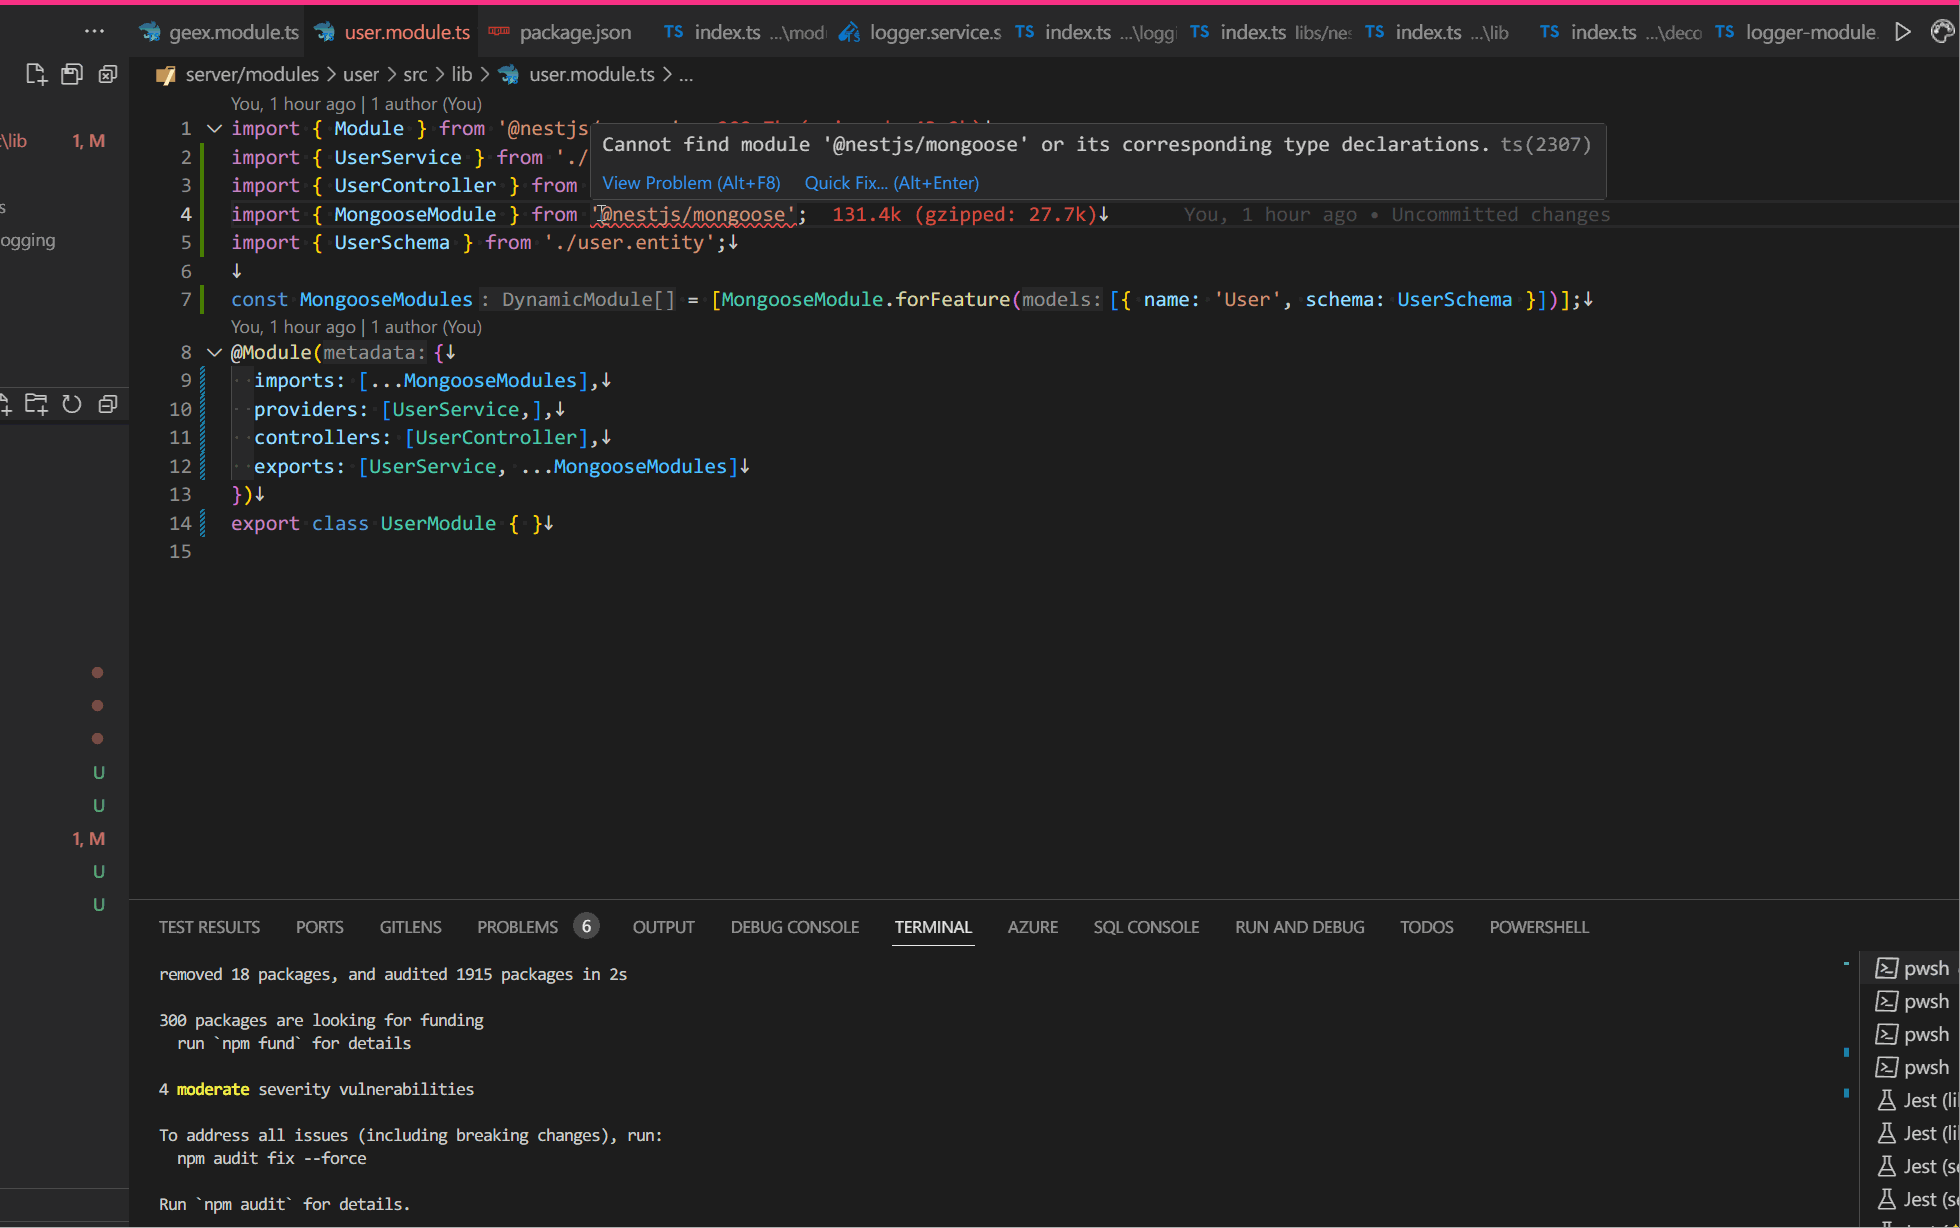 ··· geex.module.ts user.module.ts package.json TS index.ts ...\mod logger.service.s TS index.ts ...\loggi TS index.ts libs/nes TS index.ts ...\lib TS index.ts ...\deco TS logger-module.
server/modules > user > src > lib > user.module.ts > ...
You, 1 hour ago | 1 author (You)
1 import { Module } from '@nestjs
Cannot find module '@nestjs/mongoose' or its corresponding type declarations. ts(2307)
View Problem (Alt+F8) Quick Fix... (Alt+Enter)
2 import { UserService } from './
3 import { UserController } from
4 import { MongooseModule } from '@nestjs/mongoose'; 131.4k (gzipped: 27.7k)↓ You, 1 hour ago • Uncommitted changes
5 import { UserSchema } from './user.entity';↓
6 ↓
7 const MongooseModules: DynamicModule[] = [MongooseModule.forFeature(models: [{ name: 'User', schema: UserSchema }])];↓
You, 1 hour ago | 1 author (You)
8 @Module(metadata: {↓
9 imports: [...MongooseModules],↓
10 providers: [UserService,],↓
11 controllers: [UserController],↓
12 exports: [UserService, ...MongooseModules]↓
13 })↓
14 export class UserModule { }↓
15
\lib 1, M
s
ogging
U
U
1, M
U
U
TEST RESULTS PORTS GITLENS PROBLEMS 6 OUTPUT DEBUG CONSOLE TERMINAL AZURE SQL CONSOLE RUN AND DEBUG TODOS POWERSHELL
removed 18 packages, and audited 1915 packages in 2s
300 packages are looking for funding
run `npm fund` for details
4 moderate severity vulnerabilities
To address all issues (including breaking changes), run:
npm audit fix --force
Run `npm audit` for details.
pwsh
pwsh
pwsh
pwsh
Jest (li
Jest (li
Jest (se
Jest (se